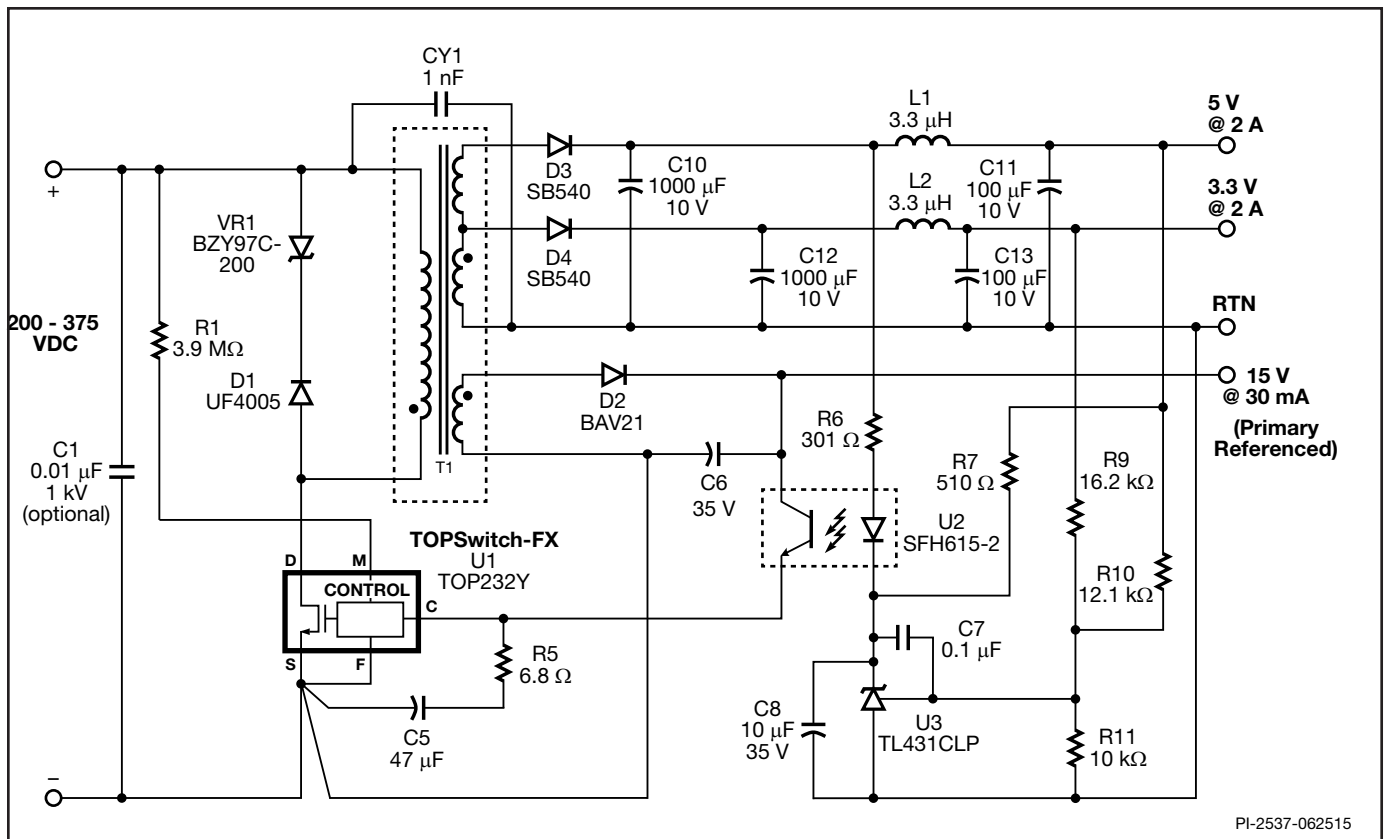 CY1
1 nF
L1
3.3 µH
5 V
@ 2 A
D3
SB540
C10
1000 µF
10 V
L2
3.3 µH
C11
100 µF
10 V
3.3 V
@ 2 A
+
VR1
BZY97C-
200
D4
SB540
C12
1000 µF
10 V
C13
100 µF
10 V
RTN
200 - 375
VDC
R1
3.9 MΩ
D1
UF4005
D2
BAV21
15 V
@ 30 mA
(Primary
Referenced)
C1
0.01 µF
1 kV
(optional)
T1
C6
35 V
R6
301 Ω
R7
510 Ω
R9
16.2 kΩ
U2
SFH615-2
TOPSwitch-FX
U1
TOP232Y
D
M
CONTROL
C
S
F
R10
12.1 kΩ
R5
6.8 Ω
C7
0.1 µF
C5
47 µF
C8
10 µF
35 V
U3
TL431CLP
R11
10 kΩ
–
PI-2537-062515